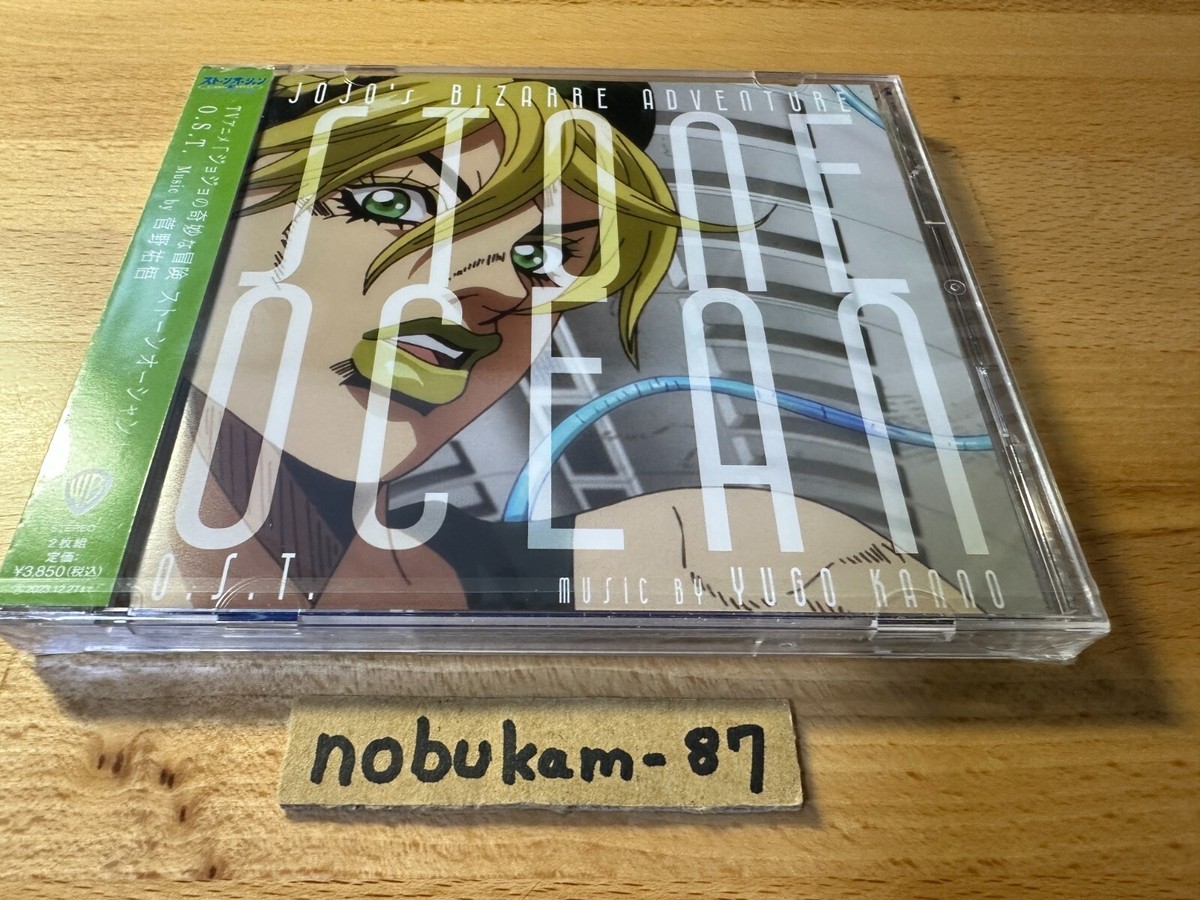 ストーンオーシャン
TVアニメ「ジョジョの奇妙な冒険 ストーンオーシャン」
O.S.T. Music by 菅野祐悟
WB
STEREO
2枚組
定価:
¥3,850(税込)
JOJO's BIZARRE ADVENTURE
STONE
OCEAN
O.S.T.
MUSIC BY YUGO KANNO
nobukam-87